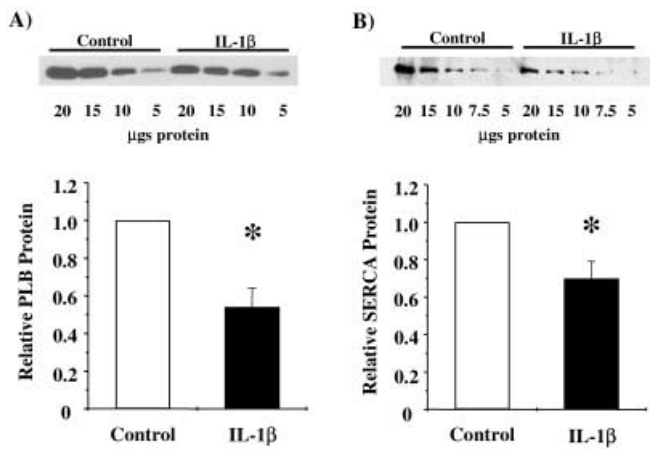 A)
Control IL-1β
20 15 10 5 20 15 10 5
μgs protein
Relative PLB Protein
1.2
1.0
0.8
0.6
0.4
0.2
0
*
Control IL-1β
B)
Control IL-1β
20 15 10 7.5 5 20 15 10 7.5 5
μgs protein
Relative SERCA Protein
1.2
1.0
0.8
0.6
0.4
0.2
0
*
Control IL-1β